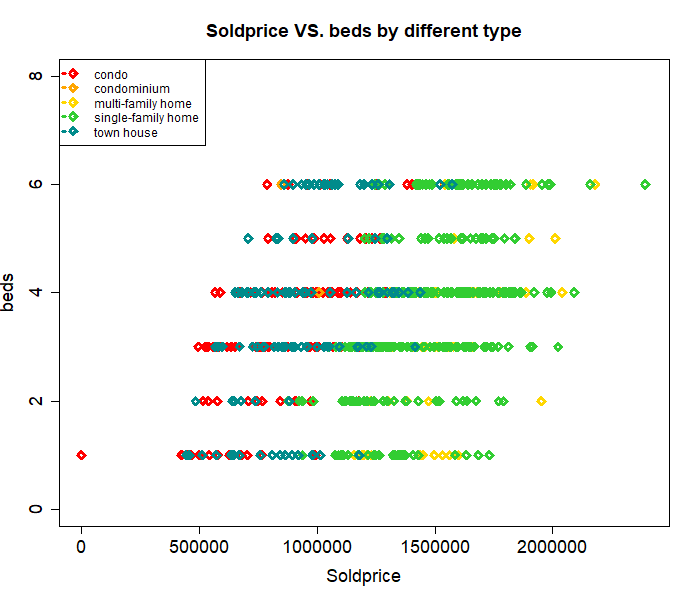 Soldprice VS. beds by different type
condo
condominium
multi-family home
single-family home
town house
8
6
4
2
0
beds
0
500000
1000000
1500000
2000000
Soldprice